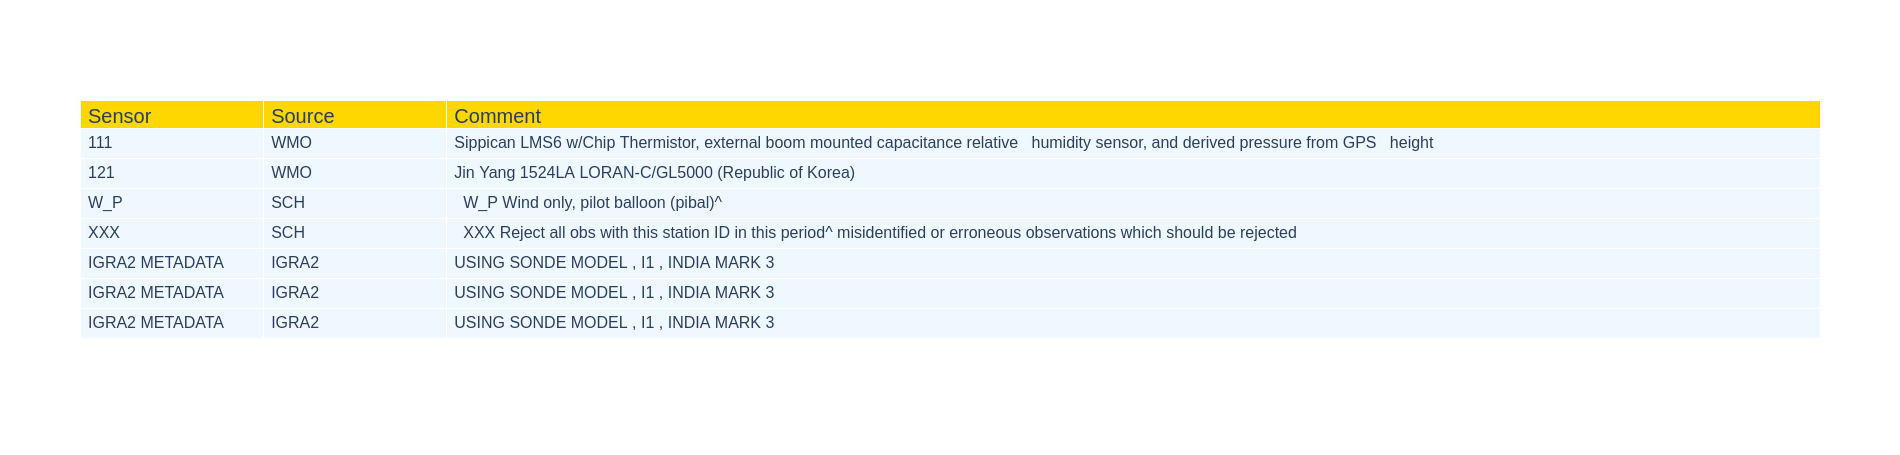 Sensor Source Comment
111 WMO Sippican LMS6 w/Chip Thermistor, external boom mounted capacitance relative   humidity sensor, and derived pressure from GPS   height
121 WMO Jin Yang 1524LA LORAN-C/GL5000 (Republic of Korea)
W_P SCH   W_P Wind only, pilot balloon (pibal)^
XXX SCH   XXX Reject all obs with this station ID in this period^ misidentified or erroneous observations which should be rejected
IGRA2 METADATA IGRA2 USING SONDE MODEL , I1 , INDIA MARK 3
IGRA2 METADATA IGRA2 USING SONDE MODEL , I1 , INDIA MARK 3
IGRA2 METADATA IGRA2 USING SONDE MODEL , I1 , INDIA MARK 3